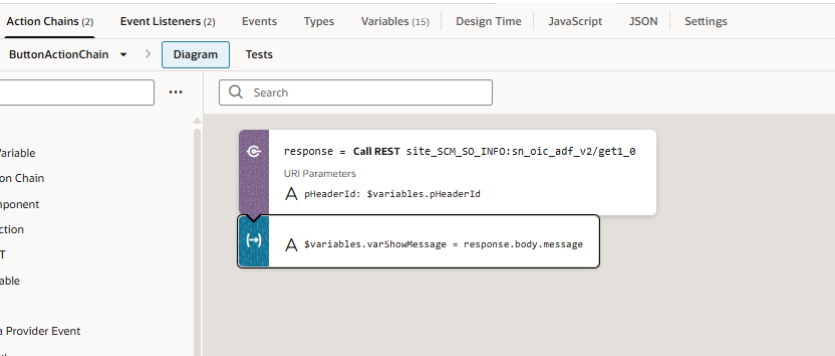 Action Chains (2) Event Listeners (2) Events Types Variables (15) Design Time JavaScript JSON Settings
ButtonActionChain Diagram Tests
Search
response = Call REST site_SCM_SO_INFO:sn_oic_adf_v2/get1_0
URI Parameters
A pHeaderId: $variables.pHeaderId
A $variables.varShowMessage = response.body.message
ariable
on Chain
ponent
ction
T
able
a Provider Event